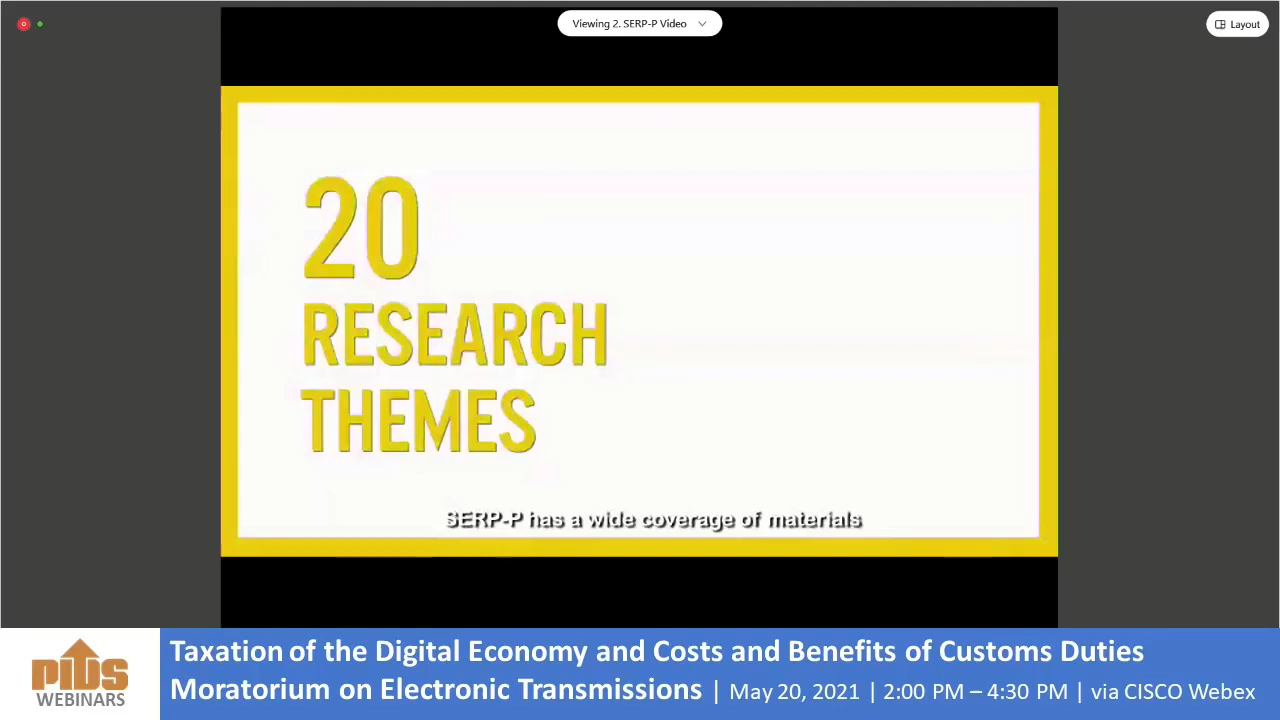 Viewing 2. SERP-P Video
Layout
20
RESEARCH
THEMES
SERP-P has a wide coverage of materials
PIDS
WEBINARS
Taxation of the Digital Economy and Costs and Benefits of Customs Duties
Moratorium on Electronic Transmissions | May 20, 2021 | 2:00 PM – 4:30 PM | via CISCO Webex